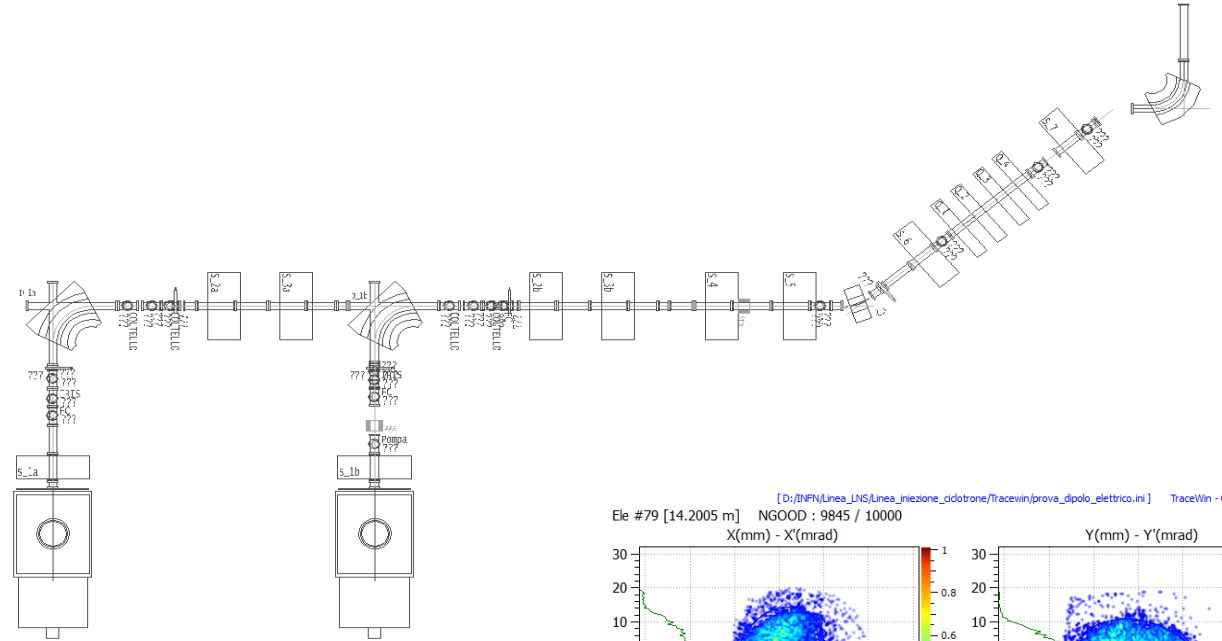 S_7
???
???
Q_4
Q_3
Q_2
Q_1
???
???
S_6
???
???
???
S_2a
S_3a
S_2b
S_3b
S_4
S_5
???
???
COLTELLO
???
???
???
???
COLTELLO
???
???
???
???
???
???
???
???
???
FC
???
???
???
FC
???
Pompa
???
S_1a
S_1b
[ D:/INFN/Linea_LNS/Linea_iniezione_ciclotrone/Tracewin/prova_dipolo_elettrico.ini ] TraceWin -
Ele #79 [14.2005 m] NGOOD : 9845 / 10000
X(mm) - X'(mrad)
Y(mm) - Y'(mrad)
30
20
10
1
0.8
0.6
30
20
10